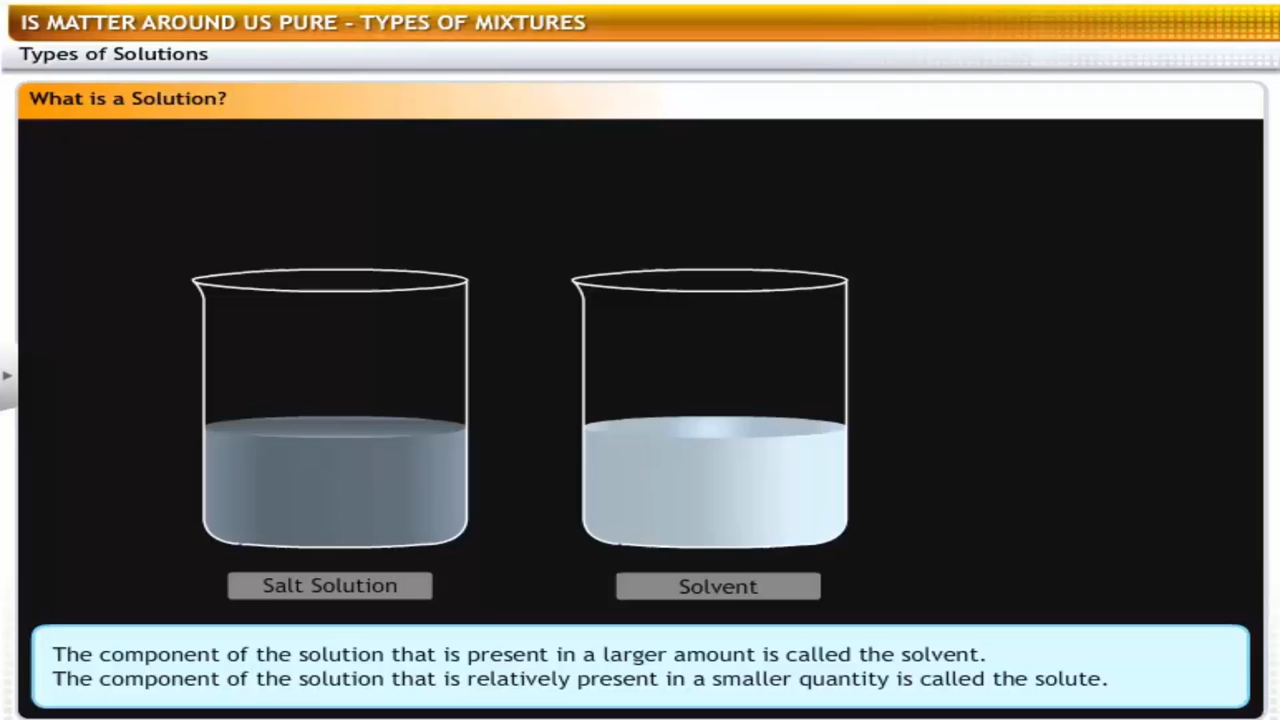 IS MATTER AROUND US PURE - TYPES OF MIXTURES
Types of Solutions
What is a Solution?
Salt Solution
Solvent
The component of the solution that is present in a larger amount is called the solvent.
The component of the solution that is relatively present in a smaller quantity is called the solute.